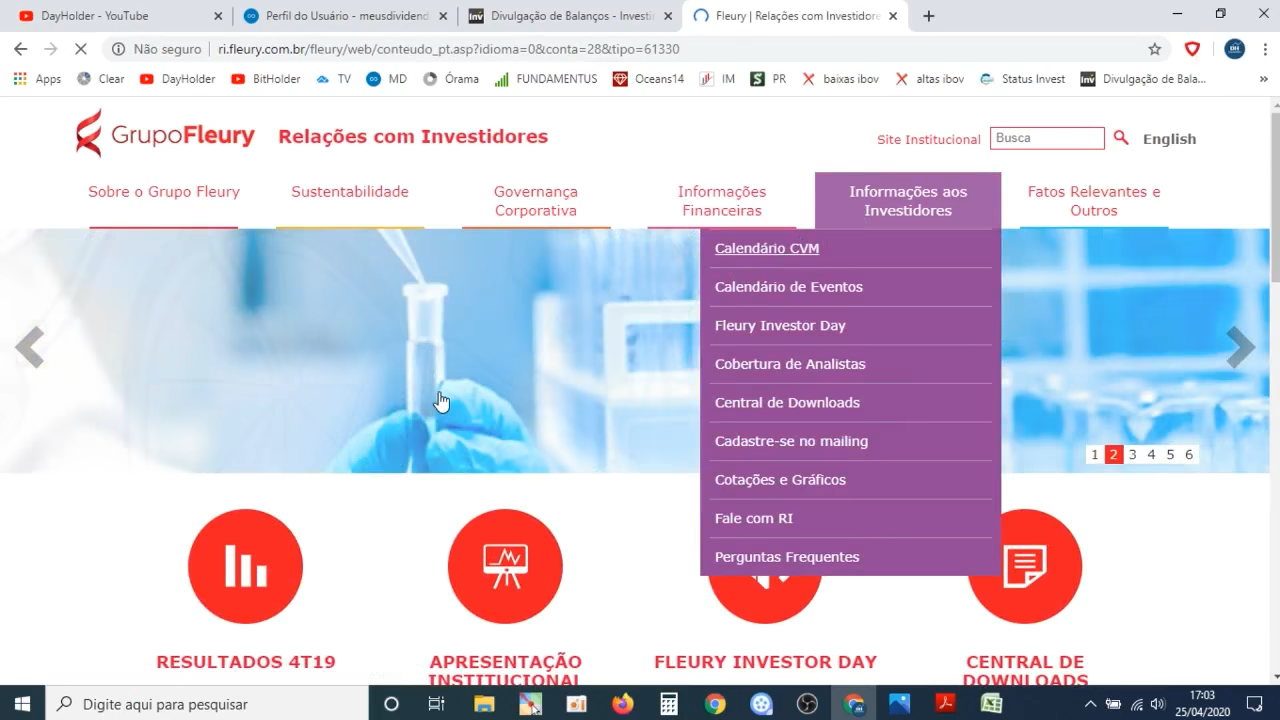 DayHolder - YouTube
Perfil do Usuário - meusdividend
Divulgação de Balanços - Investi
Fleury | Relações com Investidore
Não seguro
ri.fleury.com.br/fleury/web/conteudo_pt.asp?idioma=0&conta=28&tipo=61330
Apps
Clear
DayHolder
BitHolder
TV
MD
Órama
FUNDAMENTUS
Oceans14
IM
PR
baixas ibov
altas ibov
Status Invest
Divulgação de Bala...
GrupoFleury
Relações com Investidores
Site Institucional
Busca
English
Sobre o Grupo Fleury
Sustentabilidade
Governança
Corporativa
Informações
Financeiras
Informações aos
Investidores
Fatos Relevantes e
Outros
Calendário CVM
Calendário de Eventos
Fleury Investor Day
Cobertura de Analistas
Central de Downloads
Cadastre-se no mailing
Cotações e Gráficos
Fale com RI
Perguntas Frequentes
1 2 3 4 5 6
RESULTADOS 4T19
APRESENTAÇÃO
INSTITUCIONAL
FLEURY INVESTOR DAY
CENTRAL DE
DOWNLOADS
Digite aqui para pesquisar
17:03
25/04/2020